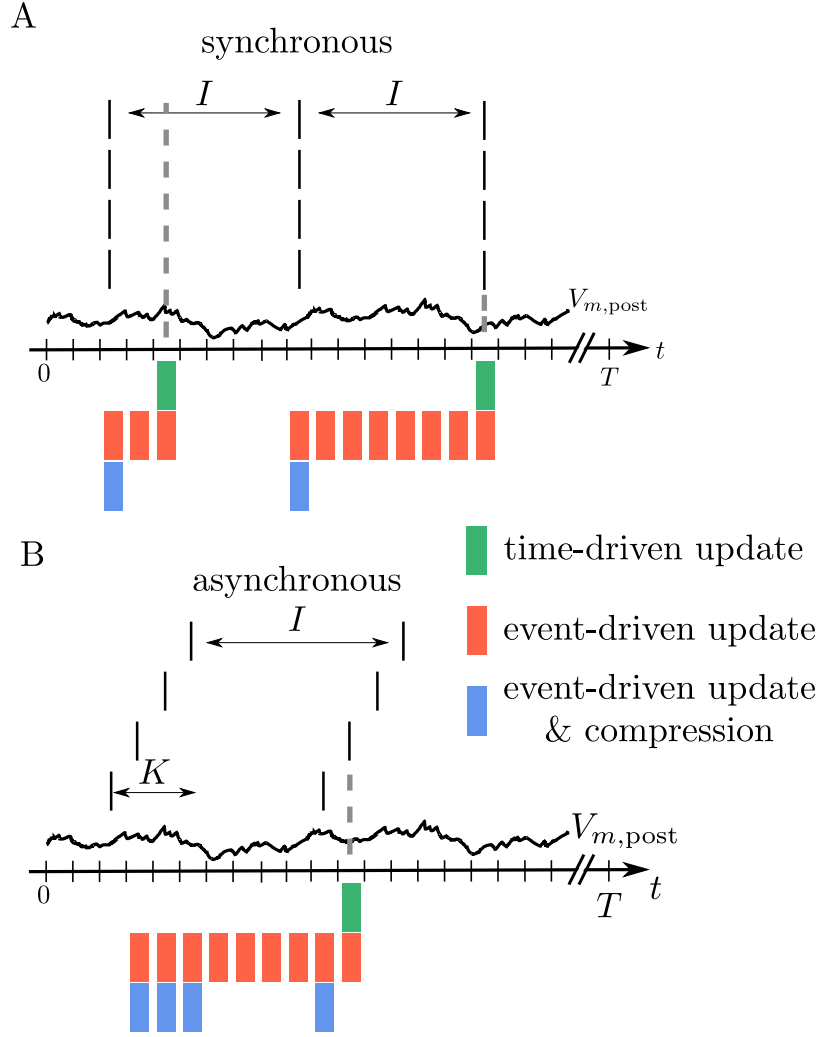 A
synchronous
I I
V_{m,post}
0 T t
B
time-driven update
asynchronous
I
event-driven update
event-driven update
& compression
K
V_{m,post}
0 T t